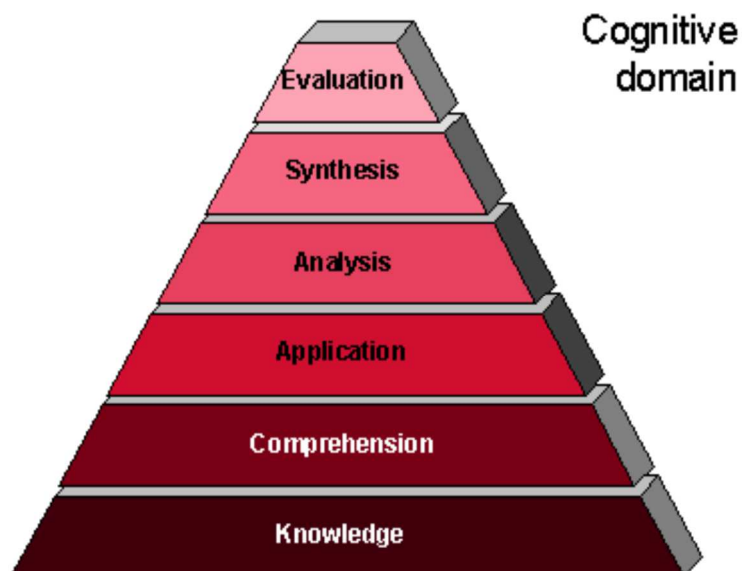 Cognitive
domain
Evaluation
Synthesis
Analysis
Application
Comprehension
Knowledge